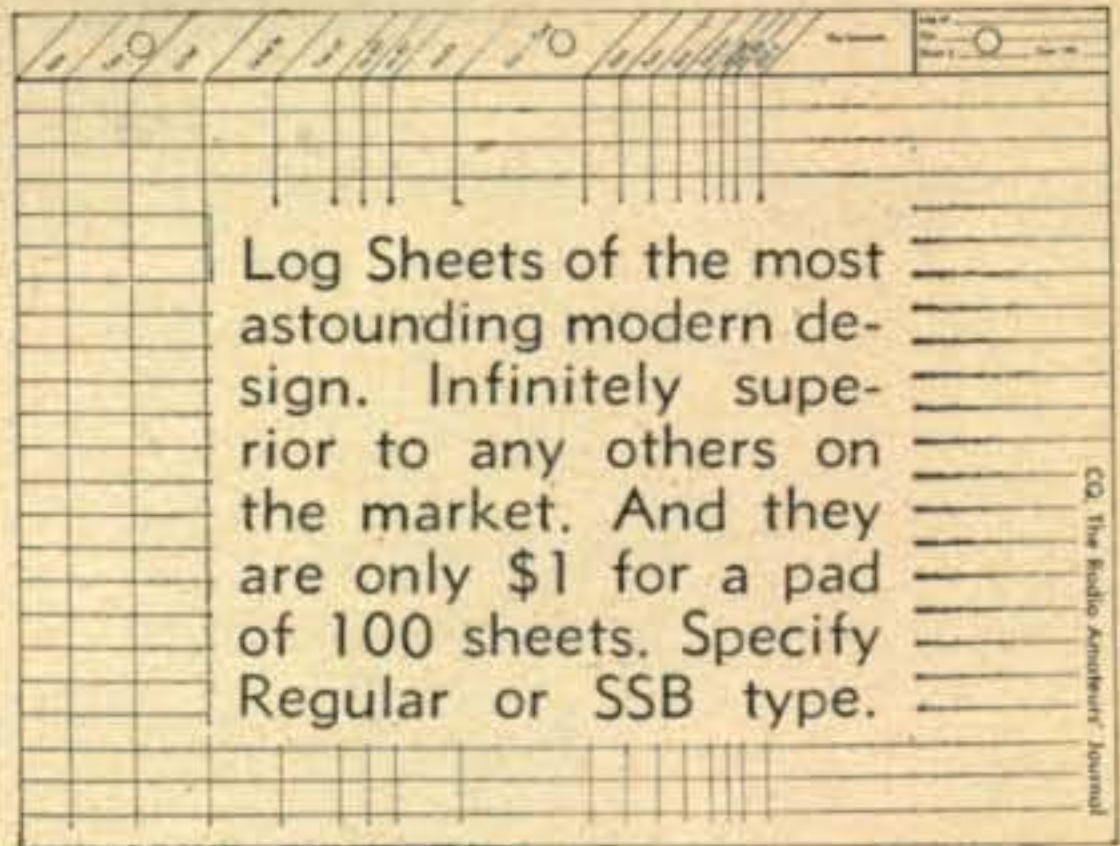 Log Sheets of the most
astounding modern de-
sign. Infinitely supe-
rior to any others on
the market. And they
are only $1 for a pad
of 100 sheets. Specify
Regular or SSB type.
CQ, The Radio Amateurs' Journal